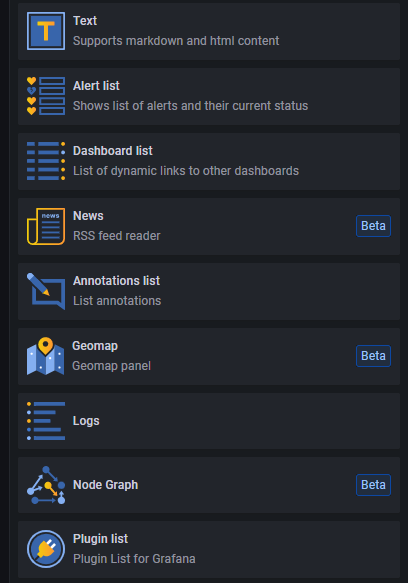 Text
Supports markdown and html content
Alert list
Shows list of alerts and their current status
Dashboard list
List of dynamic links to other dashboards
news
News
RSS feed reader
Beta
Annotations list
List annotations
Geomap
Geomap panel
Beta
Logs
Node Graph
Beta
Plugin list
Plugin List for Grafana